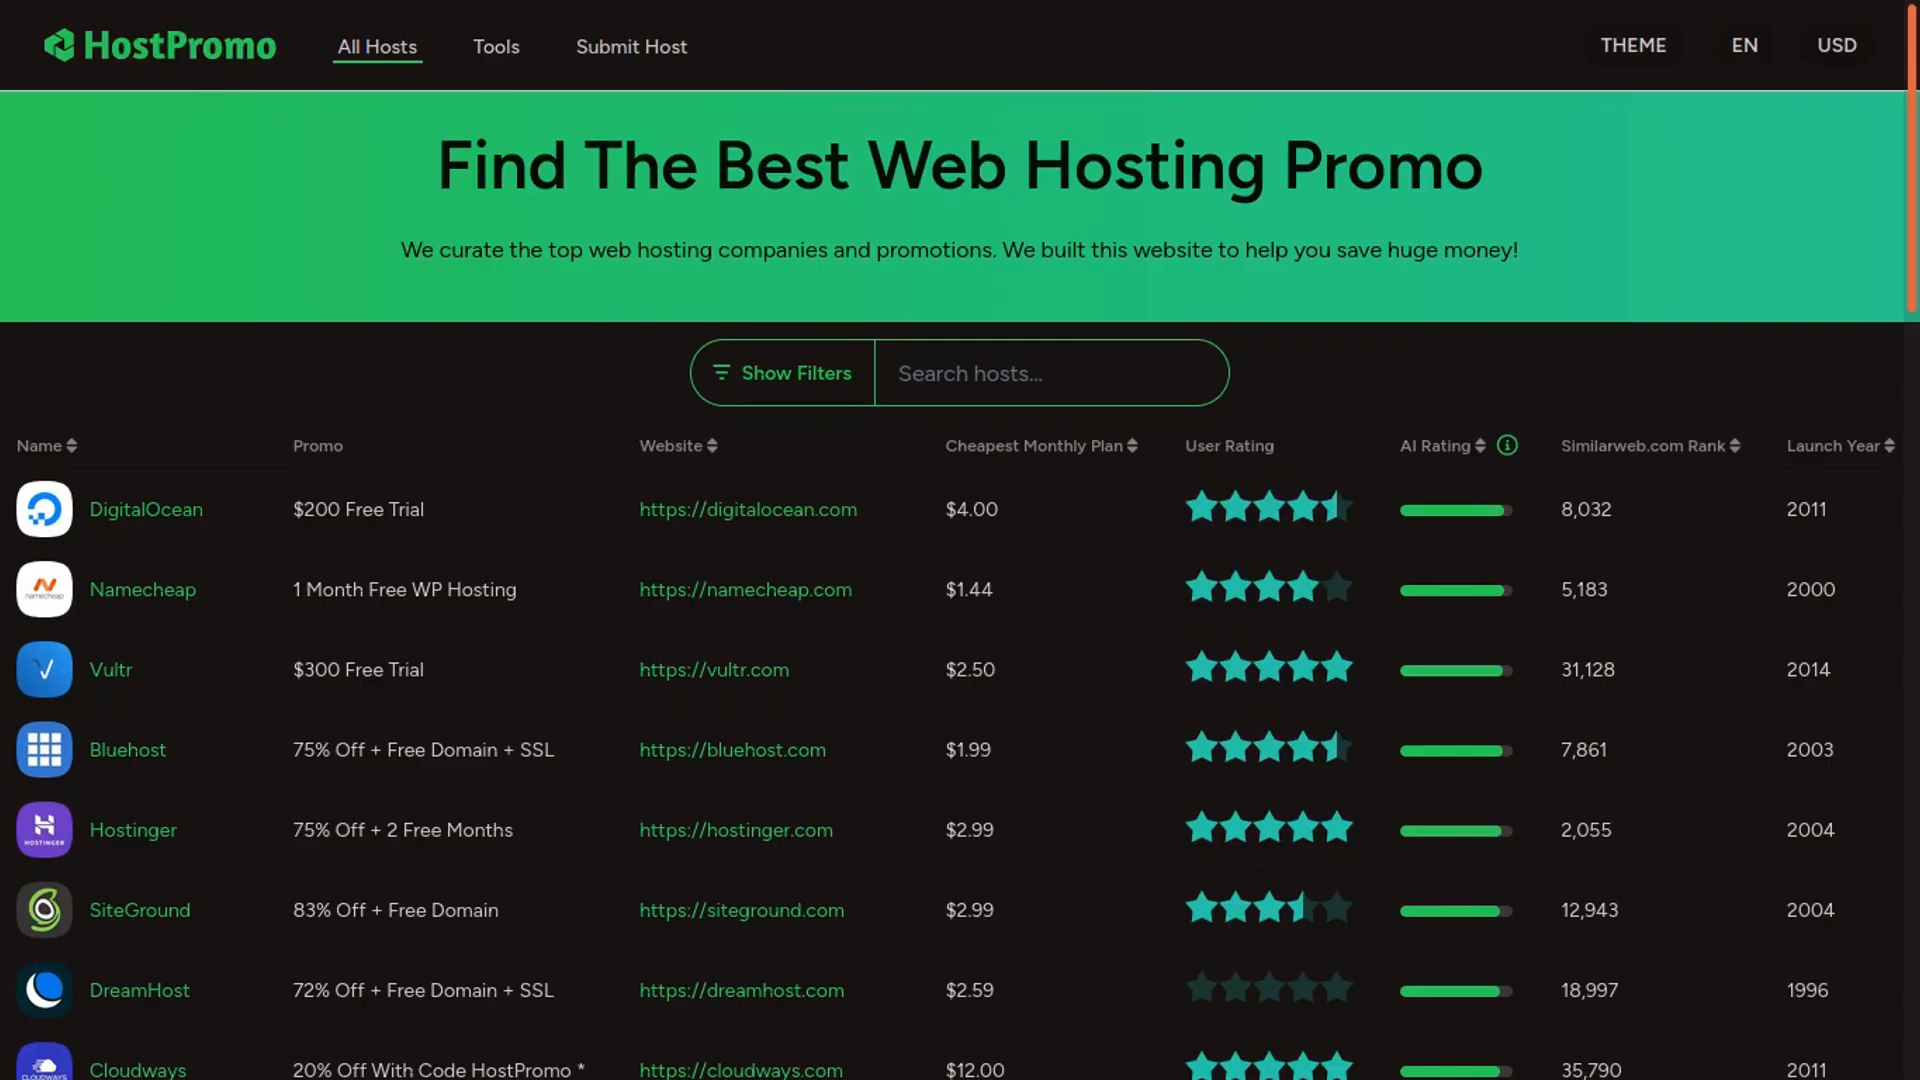 HostPromo All Hosts Tools Submit Host THEME EN USD
Find The Best Web Hosting Promo
We curate the top web hosting companies and promotions. We built this website to help you save huge money!
Show Filters Search hosts...
Name Promo Website Cheapest Monthly Plan User Rating AI Rating Similarweb.com Rank Launch Year
DigitalOcean $200 Free Trial https://digitalocean.com $4.00 8,032 2011
namecheap Namecheap 1 Month Free WP Hosting https://namecheap.com $1.44 5,183 2000
Vultr $300 Free Trial https://vultr.com $2.50 31,128 2014
Bluehost 75% Off + Free Domain + SSL https://bluehost.com $1.99 7,861 2003
HOSTINGER Hostinger 75% Off + 2 Free Months https://hostinger.com $2.99 2,055 2004
SiteGround 83% Off + Free Domain https://siteground.com $2.99 12,943 2004
DreamHost 72% Off + Free Domain + SSL https://dreamhost.com $2.59 18,997 1996
CLOUDWAYS Cloudways 20% Off With Code HostPromo * https://cloudways.com $12.00 35,790 2011